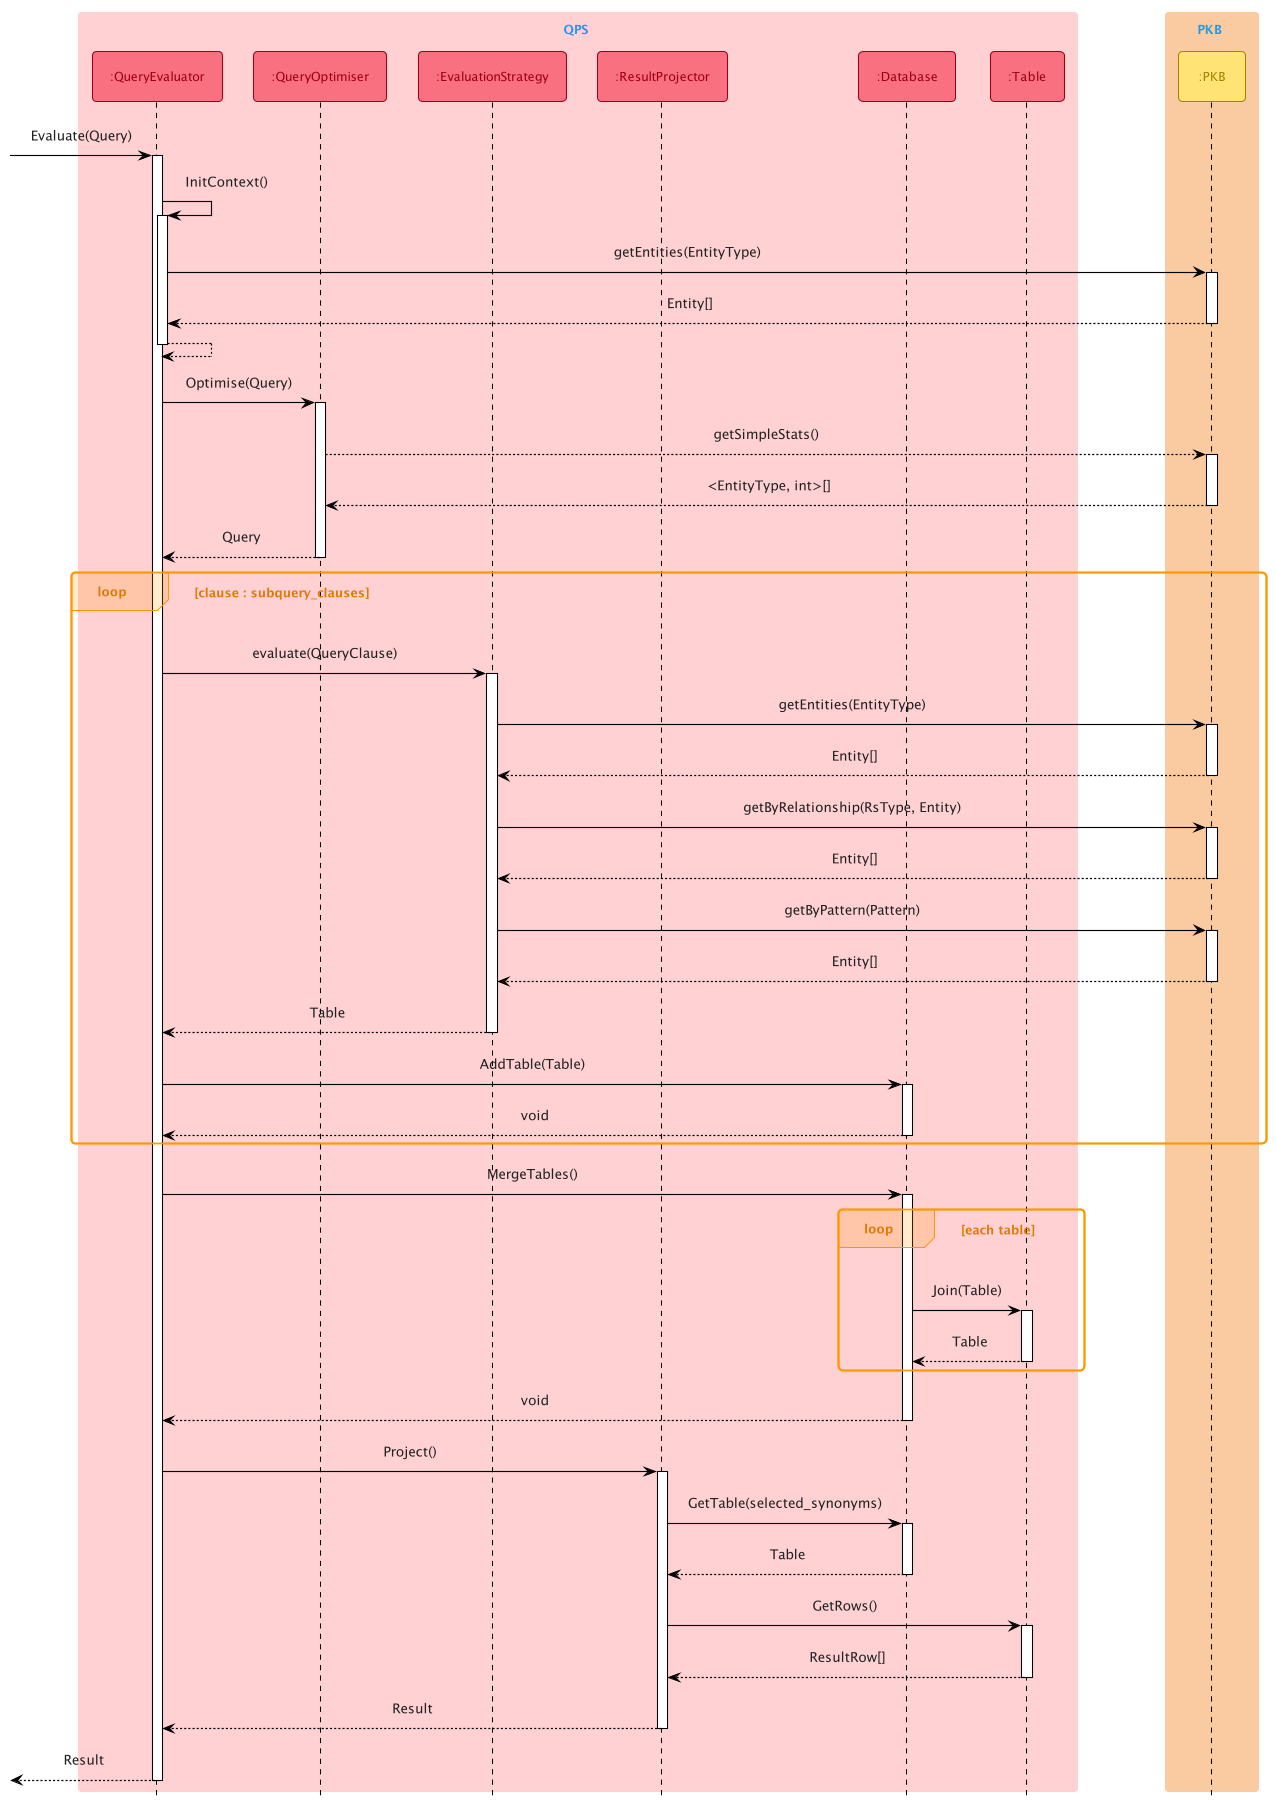 QPS
PKB
:QueryEvaluator
:QueryOptimiser
:EvaluationStrategy
:ResultProjector
:Database
:Table
:PKB
Evaluate(Query)
InitContext()
getEntities(EntityType)
Entity[]
Optimise(Query)
getSimpleStats()
<EntityType, int>[]
Query
loop
[clause : subquery_clauses]
evaluate(QueryClause)
getEntities(EntityType)
Entity[]
getByRelationship(RsType, Entity)
Entity[]
getByPattern(Pattern)
Entity[]
Table
AddTable(Table)
void
MergeTables()
loop
[each table]
Join(Table)
Table
void
Project()
GetTable(selected_synonyms)
Table
GetRows()
ResultRow[]
Result
Result